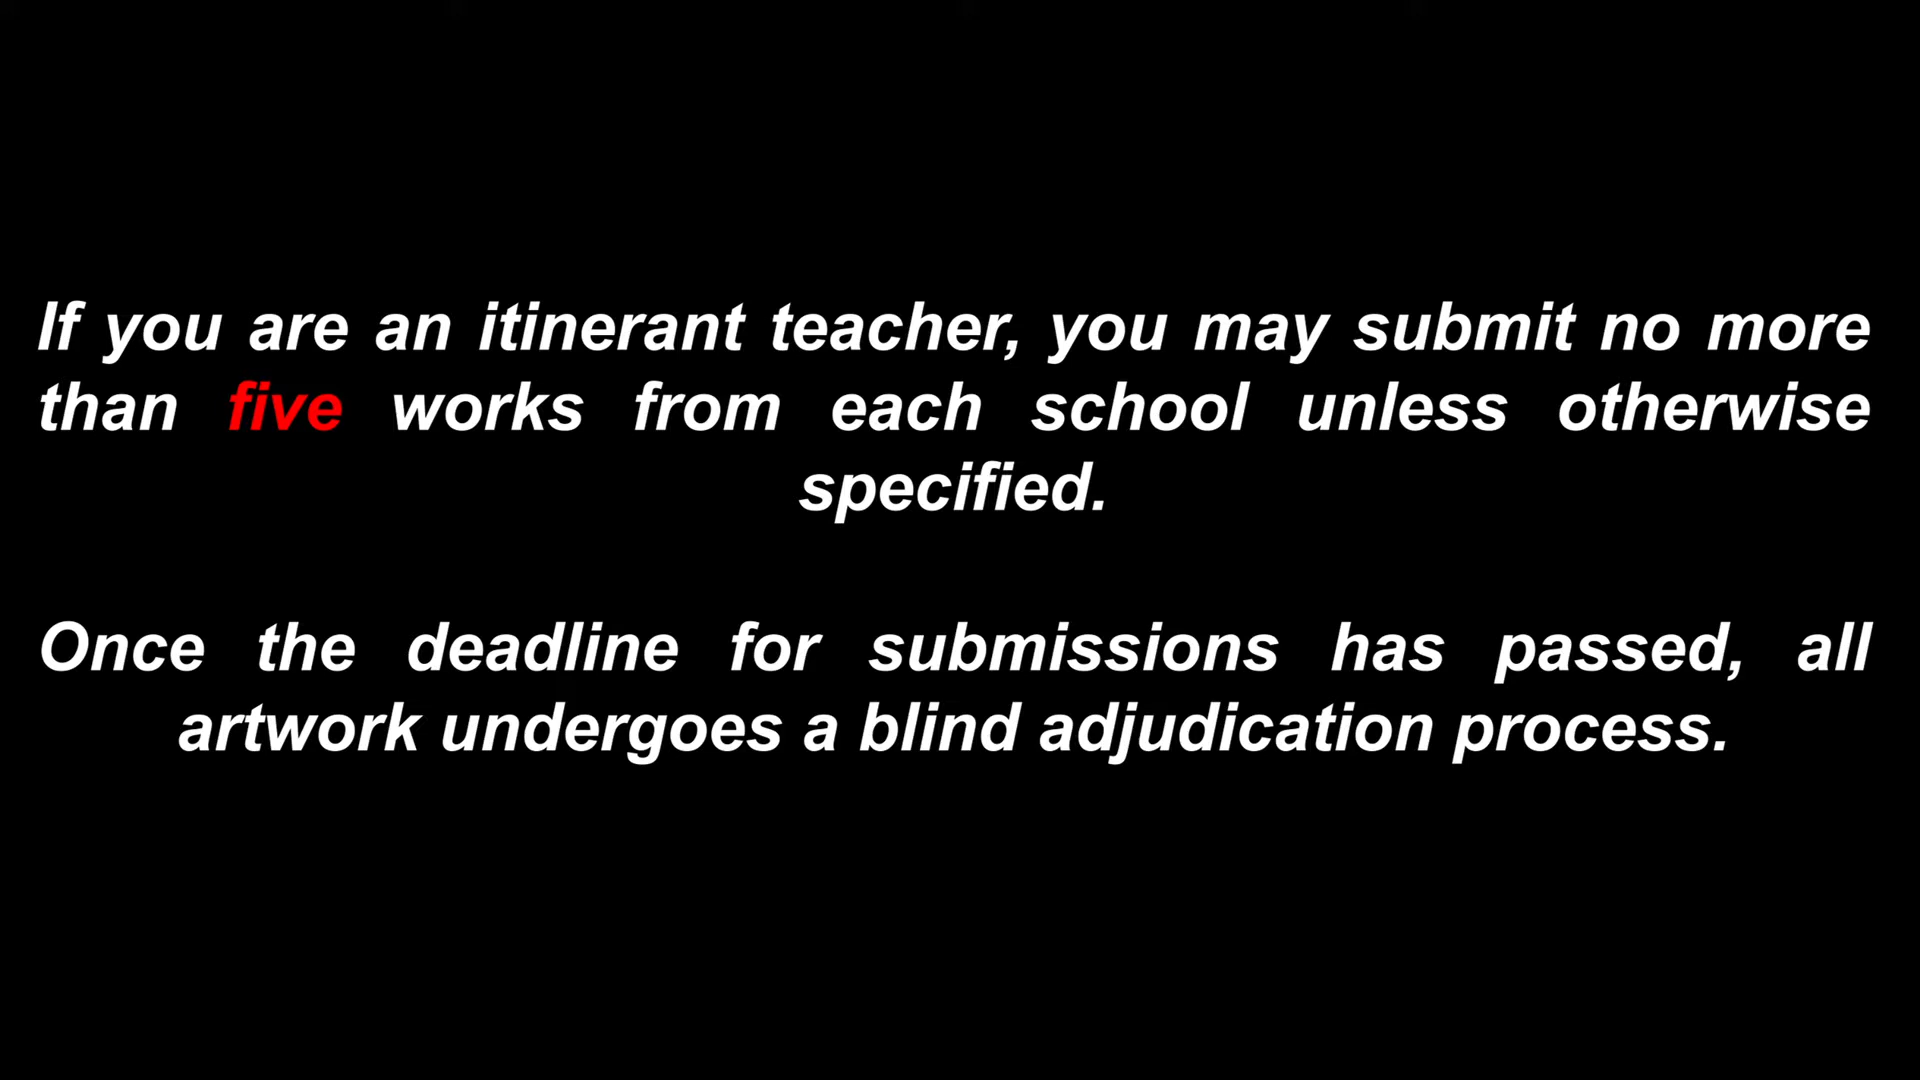 If you are an itinerant teacher, you may submit no more
than five works from each school unless otherwise
specified.
Once the deadline for submissions has passed, all
artwork undergoes a blind adjudication process.